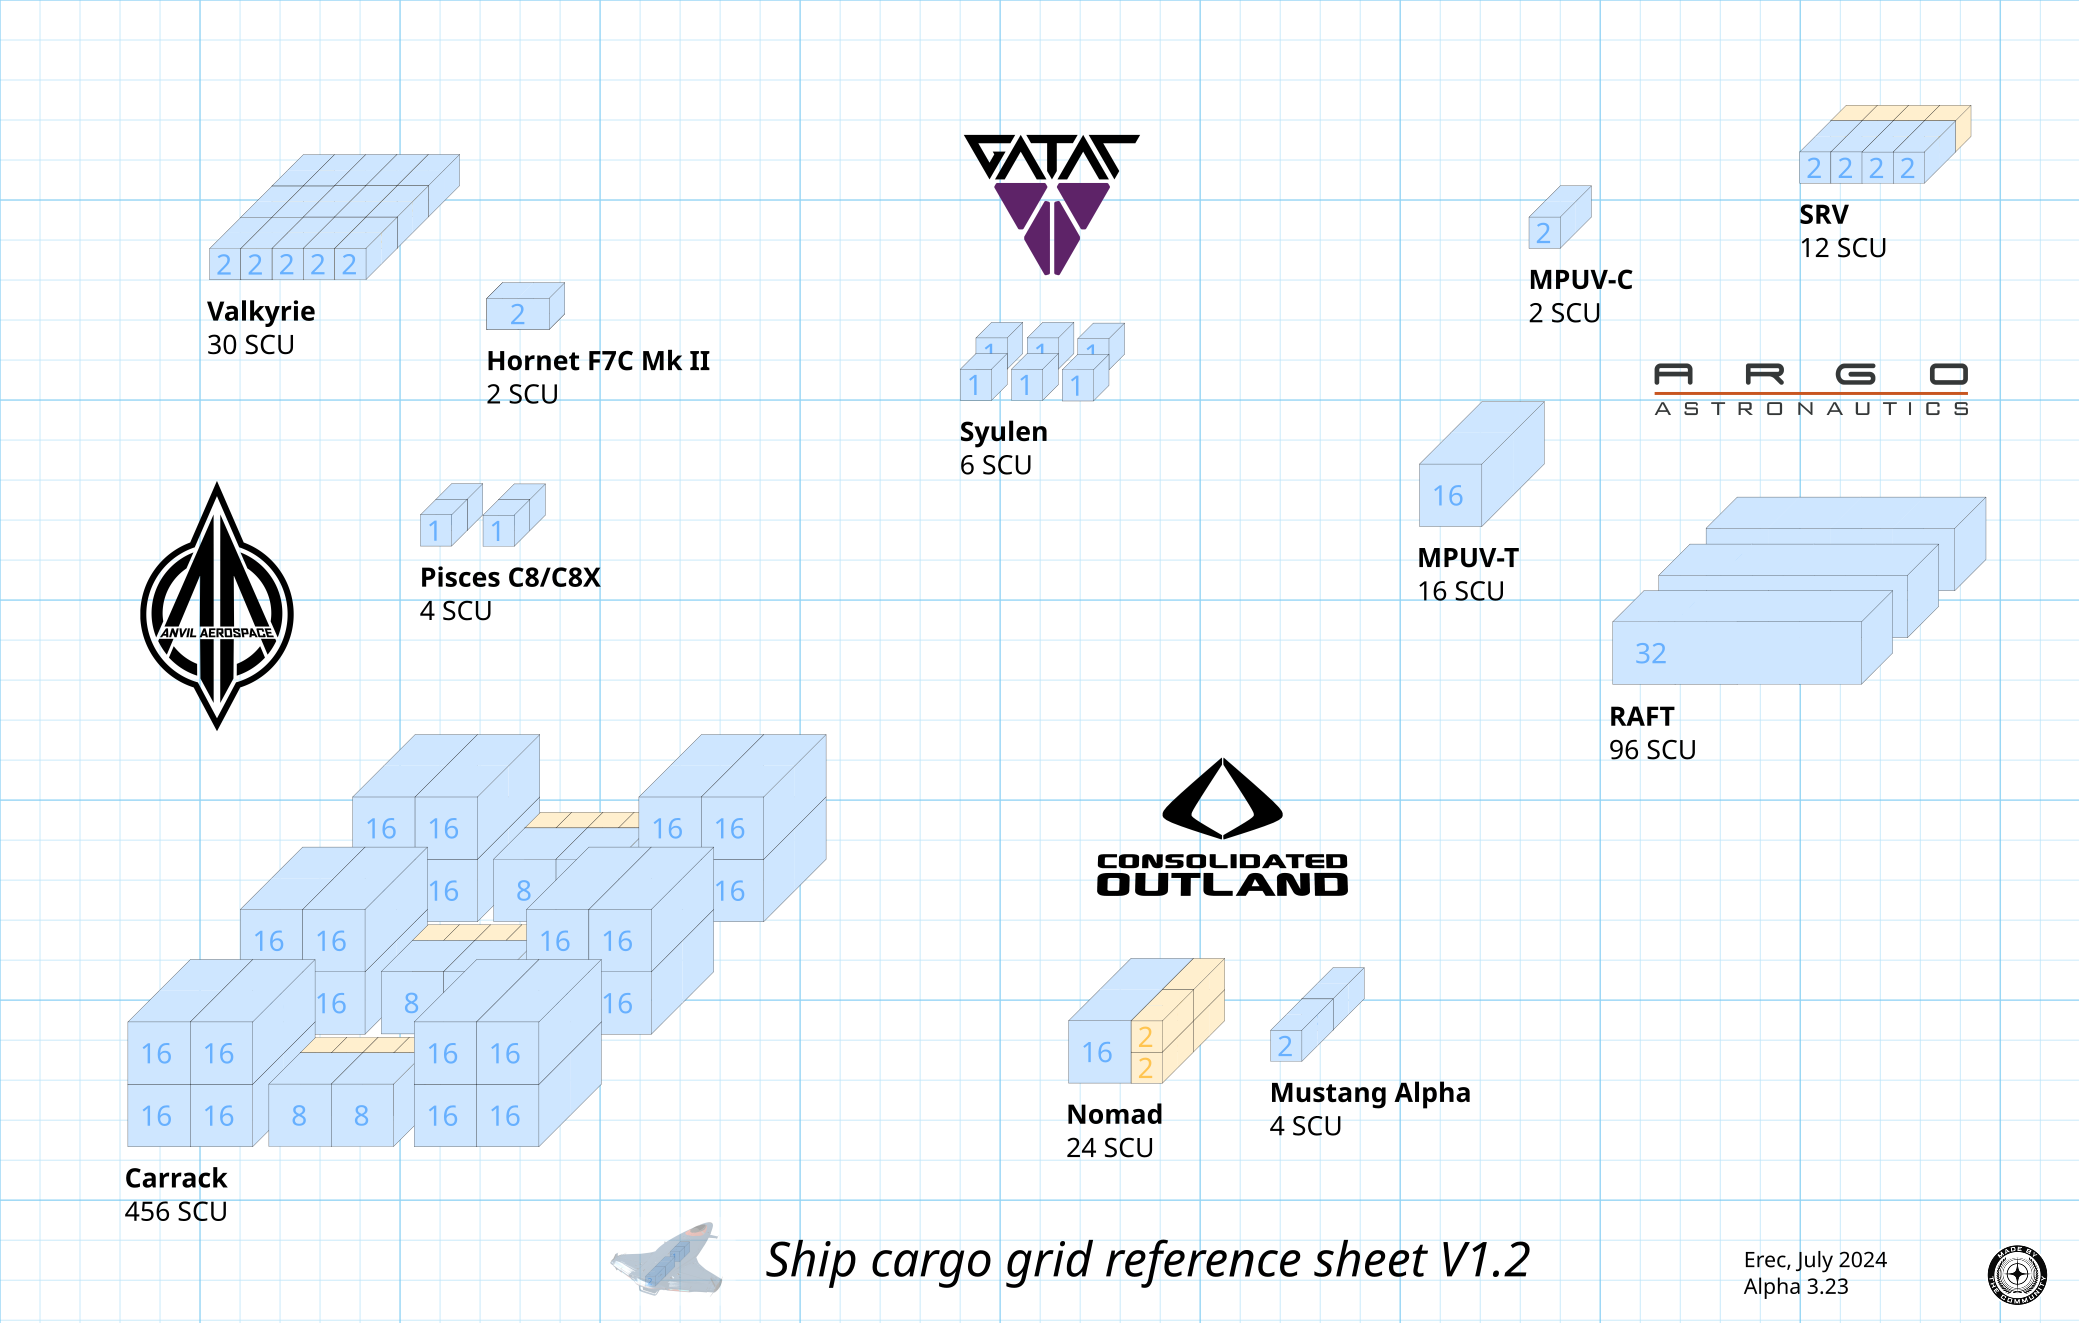 2 2 2 2 2
Valkyrie
30 SCU
2
Hornet F7C Mk II
2 SCU
1 1
Pisces C8/C8X
4 SCU
ANVIL AEROSPACE
16 16 16 16
16 8 16
16 16 16 16
16 8 16
16 16 16 16
16 16 8 8 16 16
Carrack
456 SCU
GATAC
1 1 1
1 1 1
Syulen
6 SCU
2
MPUV-C
2 SCU
2 2 2 2
SRV
12 SCU
ARGO
ASTRONAUTICS
16
MPUV-T
16 SCU
32
RAFT
96 SCU
CONSOLIDATED
OUTLAND
16 2
2
Nomad
24 SCU
2
Mustang Alpha
4 SCU
Ship cargo grid reference sheet V1.2
Erec, July 2024
Alpha 3.23
MADE BY
THE COMMUNITY